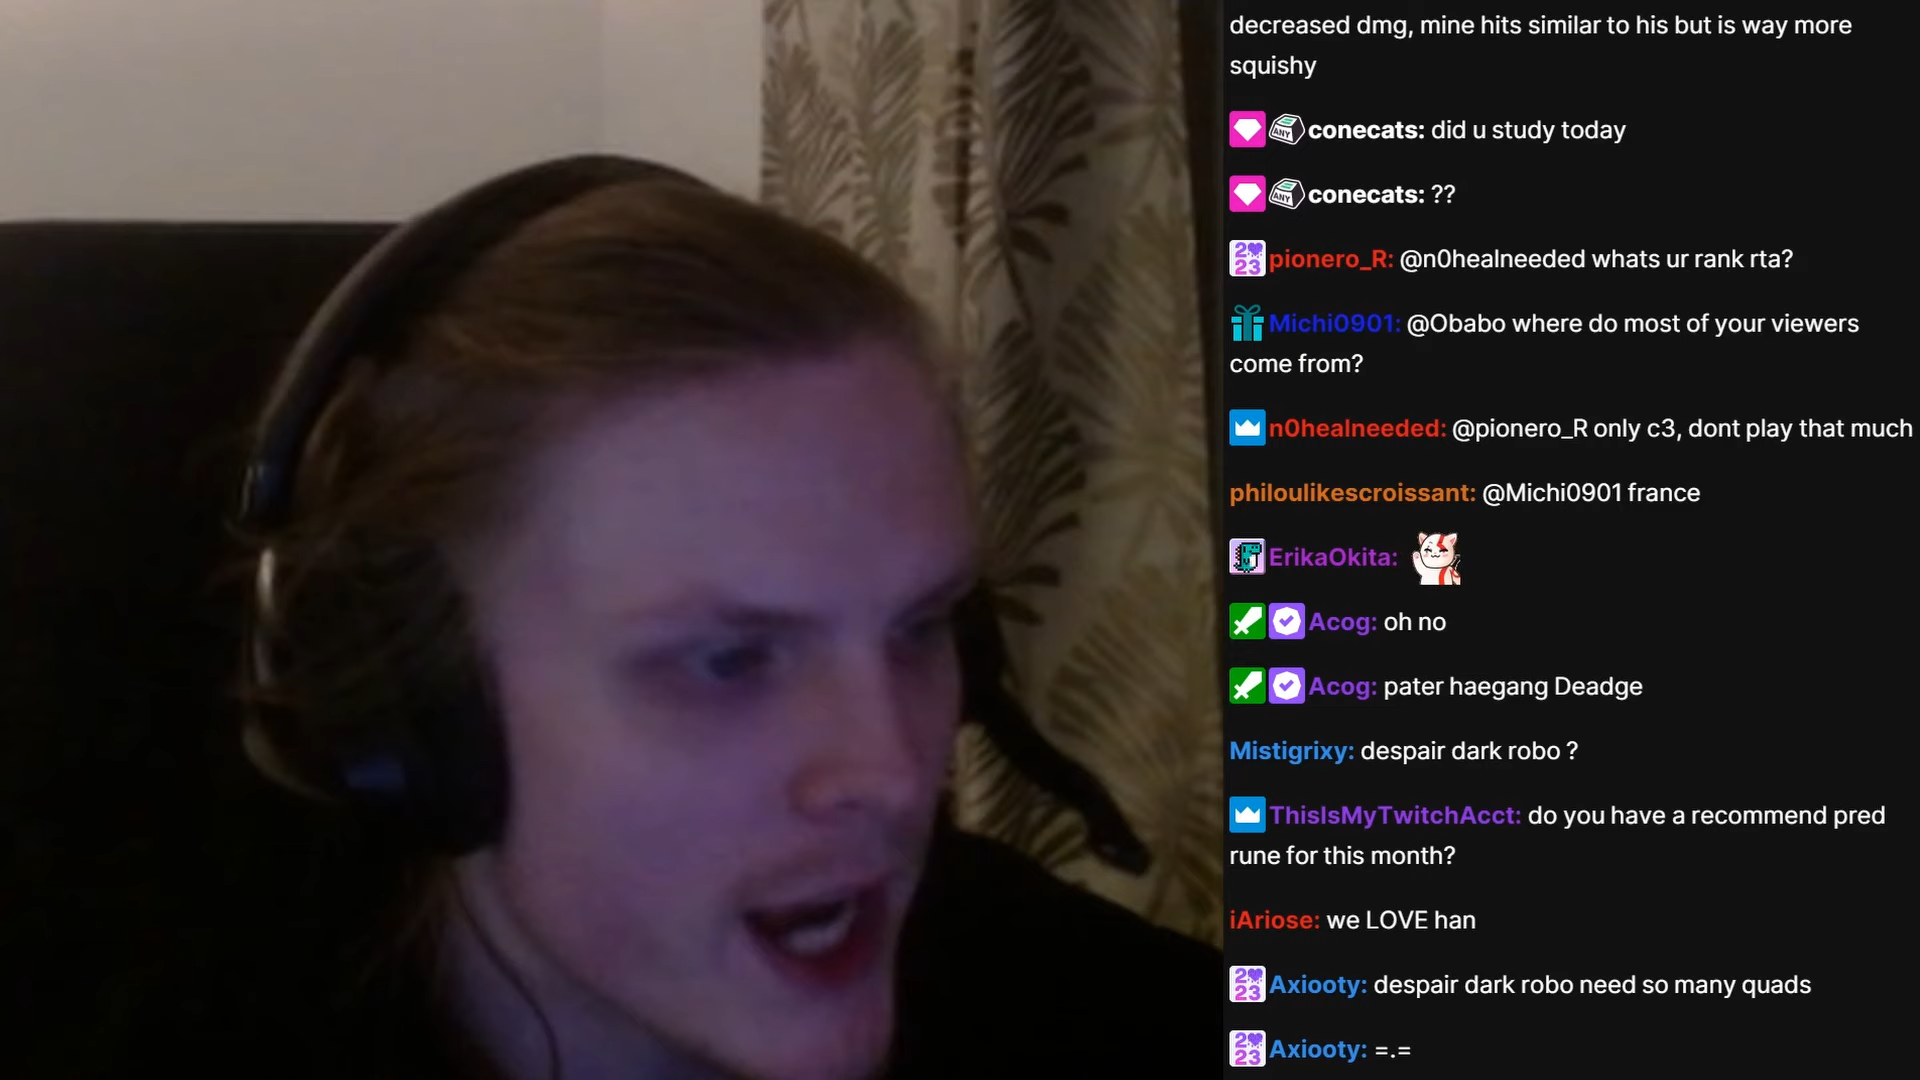 decreased dmg, mine hits similar to his but is way more
squishy
conecats: did u study today
conecats: ??
pionero_R: @n0healneeded whats ur rank rta?
Michi0901: @Obabo where do most of your viewers
come from?
n0healneeded: @pionero_R only c3, dont play that much
philoulikescroissant: @Michi0901 france
ErikaOkita:
Acog: oh no
Acog: pater haegang Deadge
Mistigrixy: despair dark robo ?
ThisIsMyTwitchAcct: do you have a recommend pred
rune for this month?
iAriose: we LOVE han
Axiooty: despair dark robo need so many quads
Axiooty: =.=